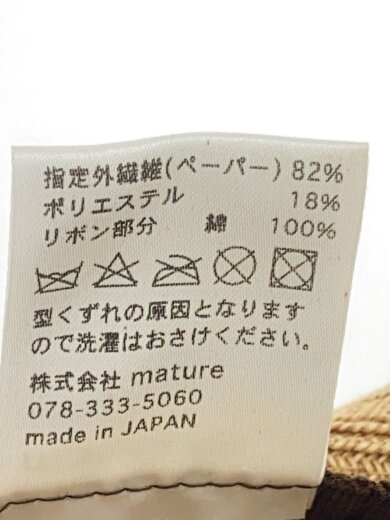 指定外繊維(ペーパー) 82%
ポリエステル 18%
リボン部分 綿 100%
型くずれの原因となります
ので洗濯はおさけください。
株式会社 mature
078-333-5060
made in JAPAN